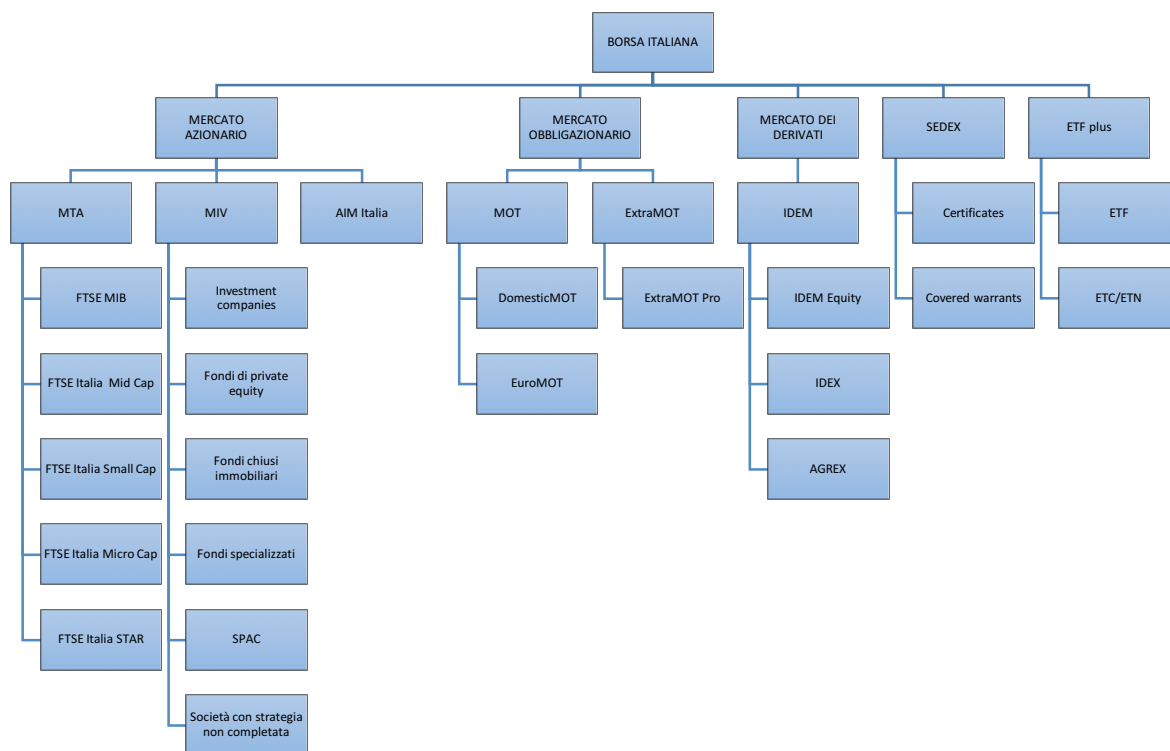 BORSA ITALIANA
MERCATO
AZIONARIO
MERCATO
OBBLIGAZIONARIO
MERCATO DEI
DERIVATI
SEDEX
ETF plus
MTA
MIV
AIM Italia
MOT
ExtraMOT
IDEM
Certificates
ETF
FTSE MIB
Investment
companies
DomesticMOT
ExtraMOT Pro
IDEM Equity
Covered warrants
ETC/ETN
FTSE Italia Mid Cap
Fondi di private
equity
EuroMOT
IDEX
FTSE Italia Small Cap
Fondi chiusi
immobiliari
AGREX
FTSE Italia Micro Cap
Fondi specializzati
FTSE Italia STAR
SPAC
Società con strategia
non completata